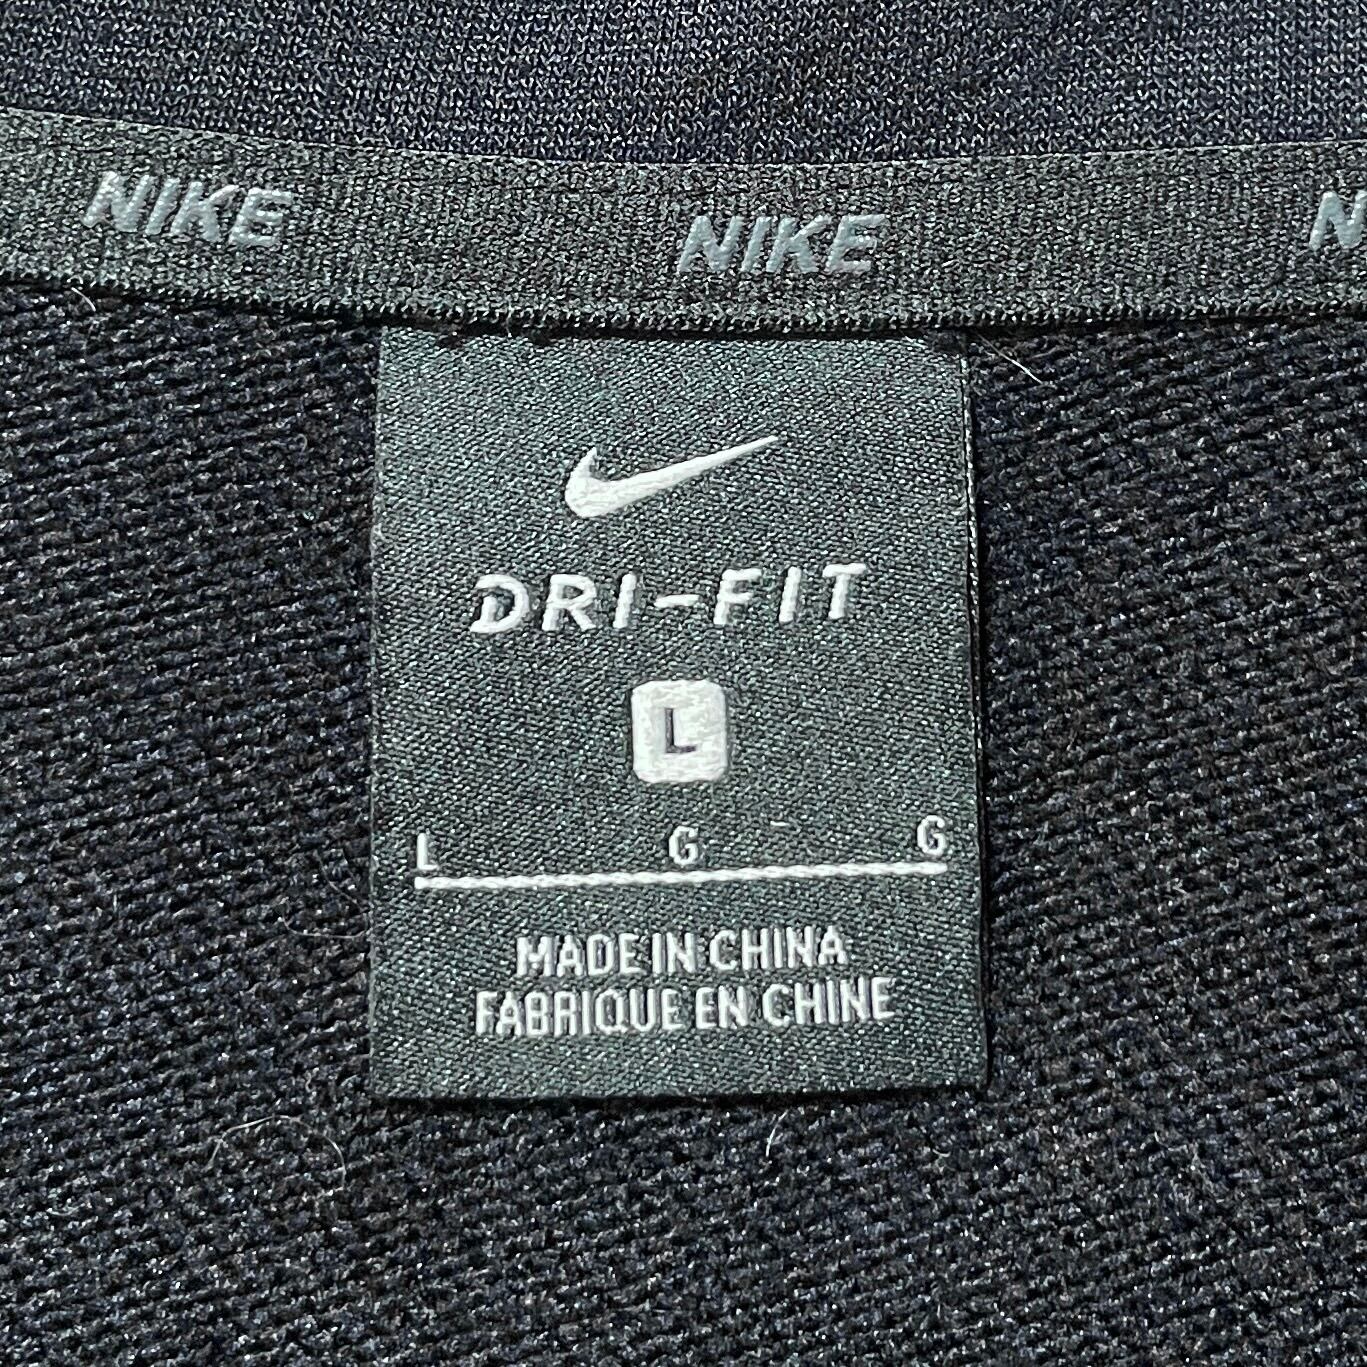 NIKE NIKE N
DRI-FIT
L
L G G
MADE IN CHINA
FABRIQUE EN CHINE